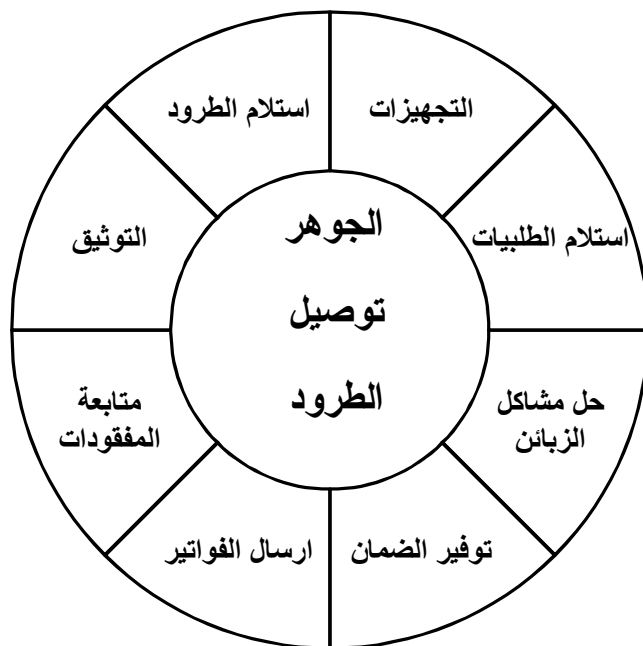 التجهيزات
استلام الطلبيات
حل مشاكل
الزبائن
توفير الضمان
ارسال الفواتير
متابعة
المفقودات
التوثيق
استلام الطرود
الجوهر
توصيل
الطرود